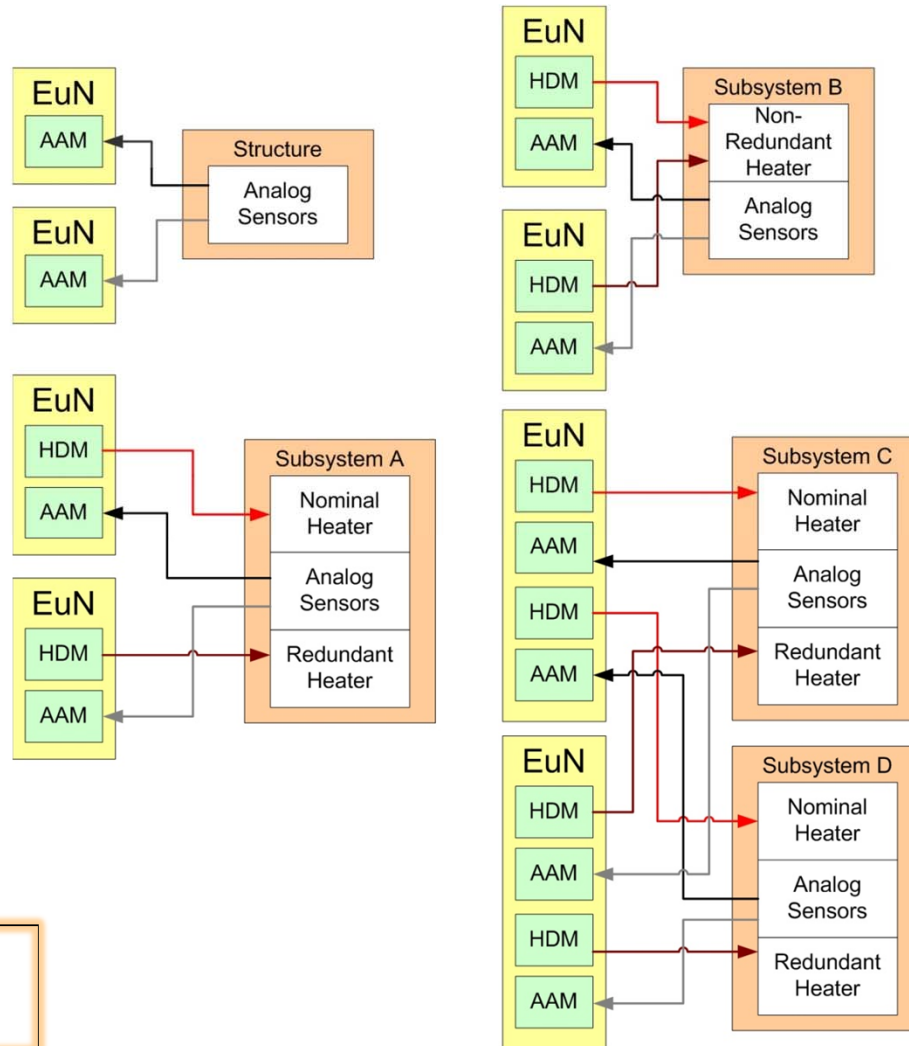 EuN
AAM
EuN
AAM
Structure
Analog
Sensors
EuN
HDM
AAM
EuN
HDM
AAM
Subsystem B
Non-
Redundant
Heater
Analog
Sensors
EuN
HDM
AAM
EuN
HDM
AAM
Subsystem A
Nominal
Heater
Analog
Sensors
Redundant
Heater
EuN
HDM
AAM
HDM
AAM
EuN
HDM
AAM
HDM
AAM
Subsystem C
Nominal
Heater
Analog
Sensors
Redundant
Heater
Subsystem D
Nominal
Heater
Analog
Sensors
Redundant
Heater